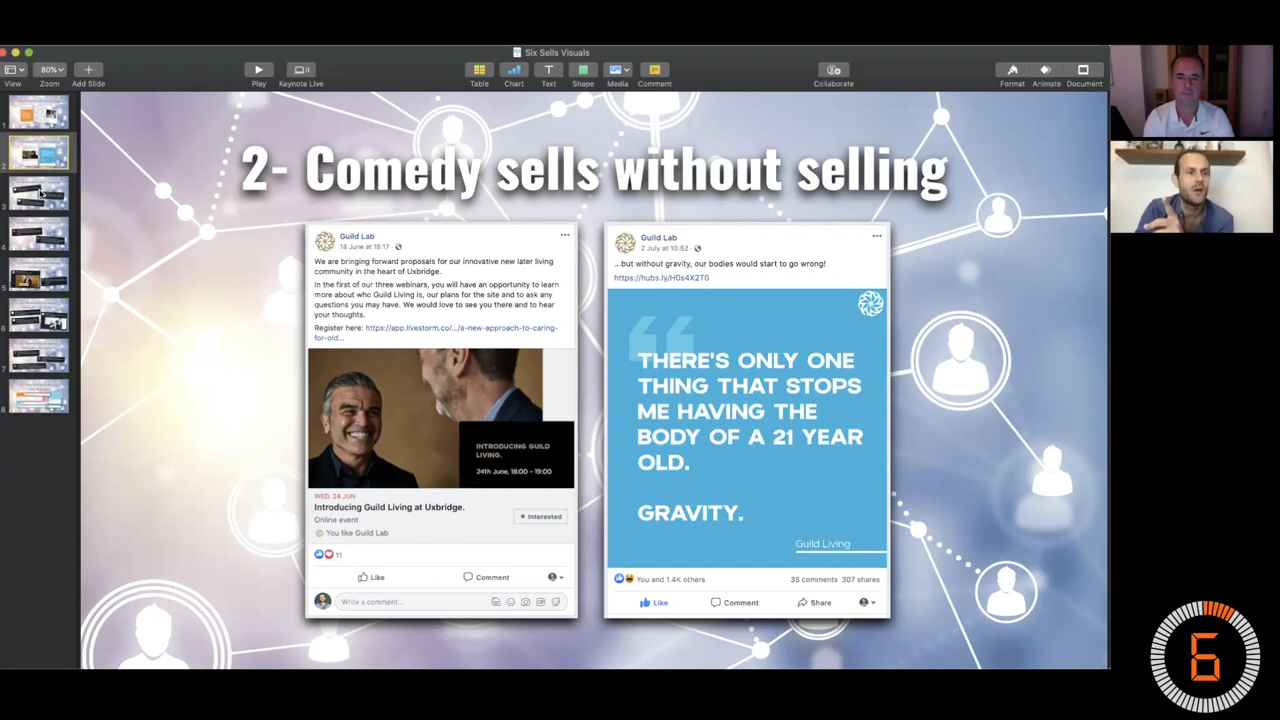 Six Sells Visuals
80%
View
Zoom
Add Slide
Play
Keynote Live
Table
Chart
Text
Shape
Media
Comment
Collaborate
Format
Animate
Document
1
2
3
4
5
6
7
8
2- Comedy sells without selling
Guild Lab
18 June at 15:17
We are bringing forward proposals for our innovative new later living
community in the heart of Uxbridge.
In the first of our three webinars, you will have an opportunity to learn
more about who Guild Living is, our plans for the site and to ask any
questions you may have. We would love to see you there and to hear
your thoughts.
Register here: https://app.livestorm.co/.../a-new-approach-to-caring-
for-old...
INTRODUCING GUILD
LIVING.
24th June, 18:00 - 19:00
WED, 24 JUN.
Introducing Guild Living at Uxbridge.
Online event
You like Guild Lab
★ Interested
11
Like
Comment
Write a comment...
Guild Lab
2 July at 10:52
...but without gravity, our bodies would start to go wrong!
https://hubs.ly/H0s4X2T0
“
THERE'S ONLY ONE
THING THAT STOPS
ME HAVING THE
BODY OF A 21 YEAR
OLD.
GRAVITY.
Guild Living
You and 1.4K others
35 comments 307 shares
Like
Comment
Share
6